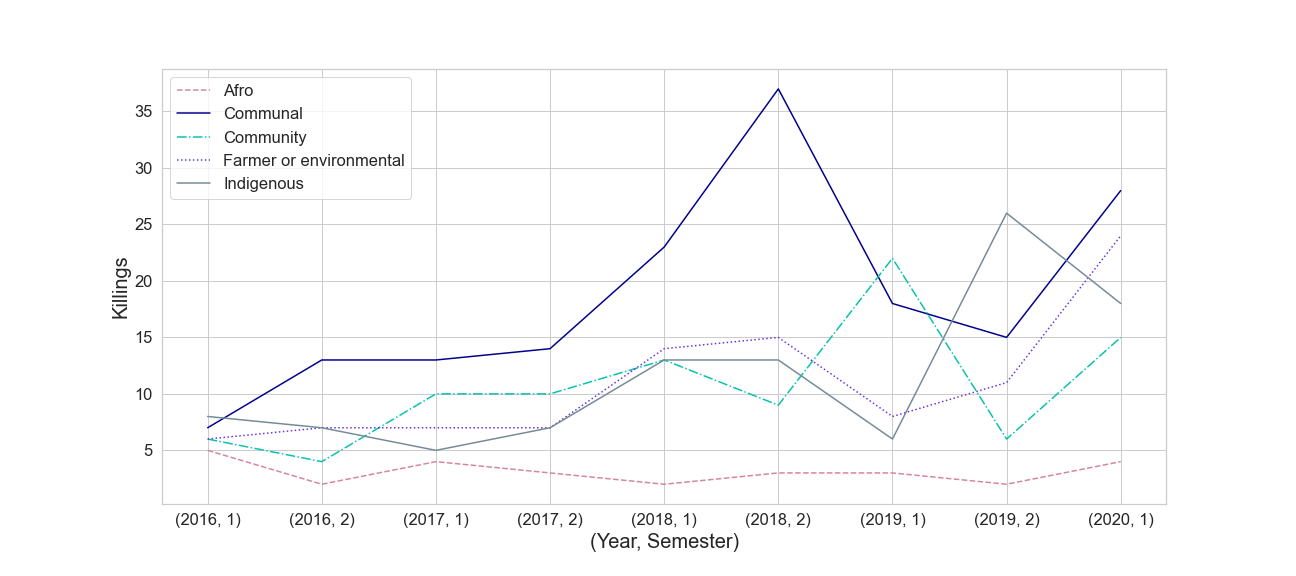 Afro
Communal
Community
Farmer or environmental
Indigenous
35
30
25
20
15
10
5
Killings
(2016, 1) (2016, 2) (2017, 1) (2017, 2) (2018, 1) (2018, 2) (2019, 1) (2019, 2) (2020, 1)
(Year, Semester)